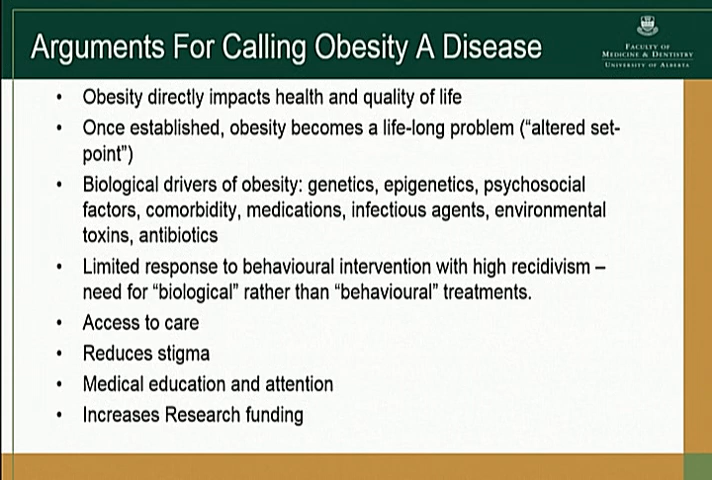 Arguments For Calling Obesity A Disease
FACULTY OF
MEDICINE & DENTISTRY
UNIVERSITY OF ALBERTA
• Obesity directly impacts health and quality of life
• Once established, obesity becomes a life-long problem (“altered set-
point”)
• Biological drivers of obesity: genetics, epigenetics, psychosocial
factors, comorbidity, medications, infectious agents, environmental
toxins, antibiotics
• Limited response to behavioural intervention with high recidivism –
need for “biological” rather than “behavioural” treatments.
• Access to care
• Reduces stigma
• Medical education and attention
• Increases Research funding